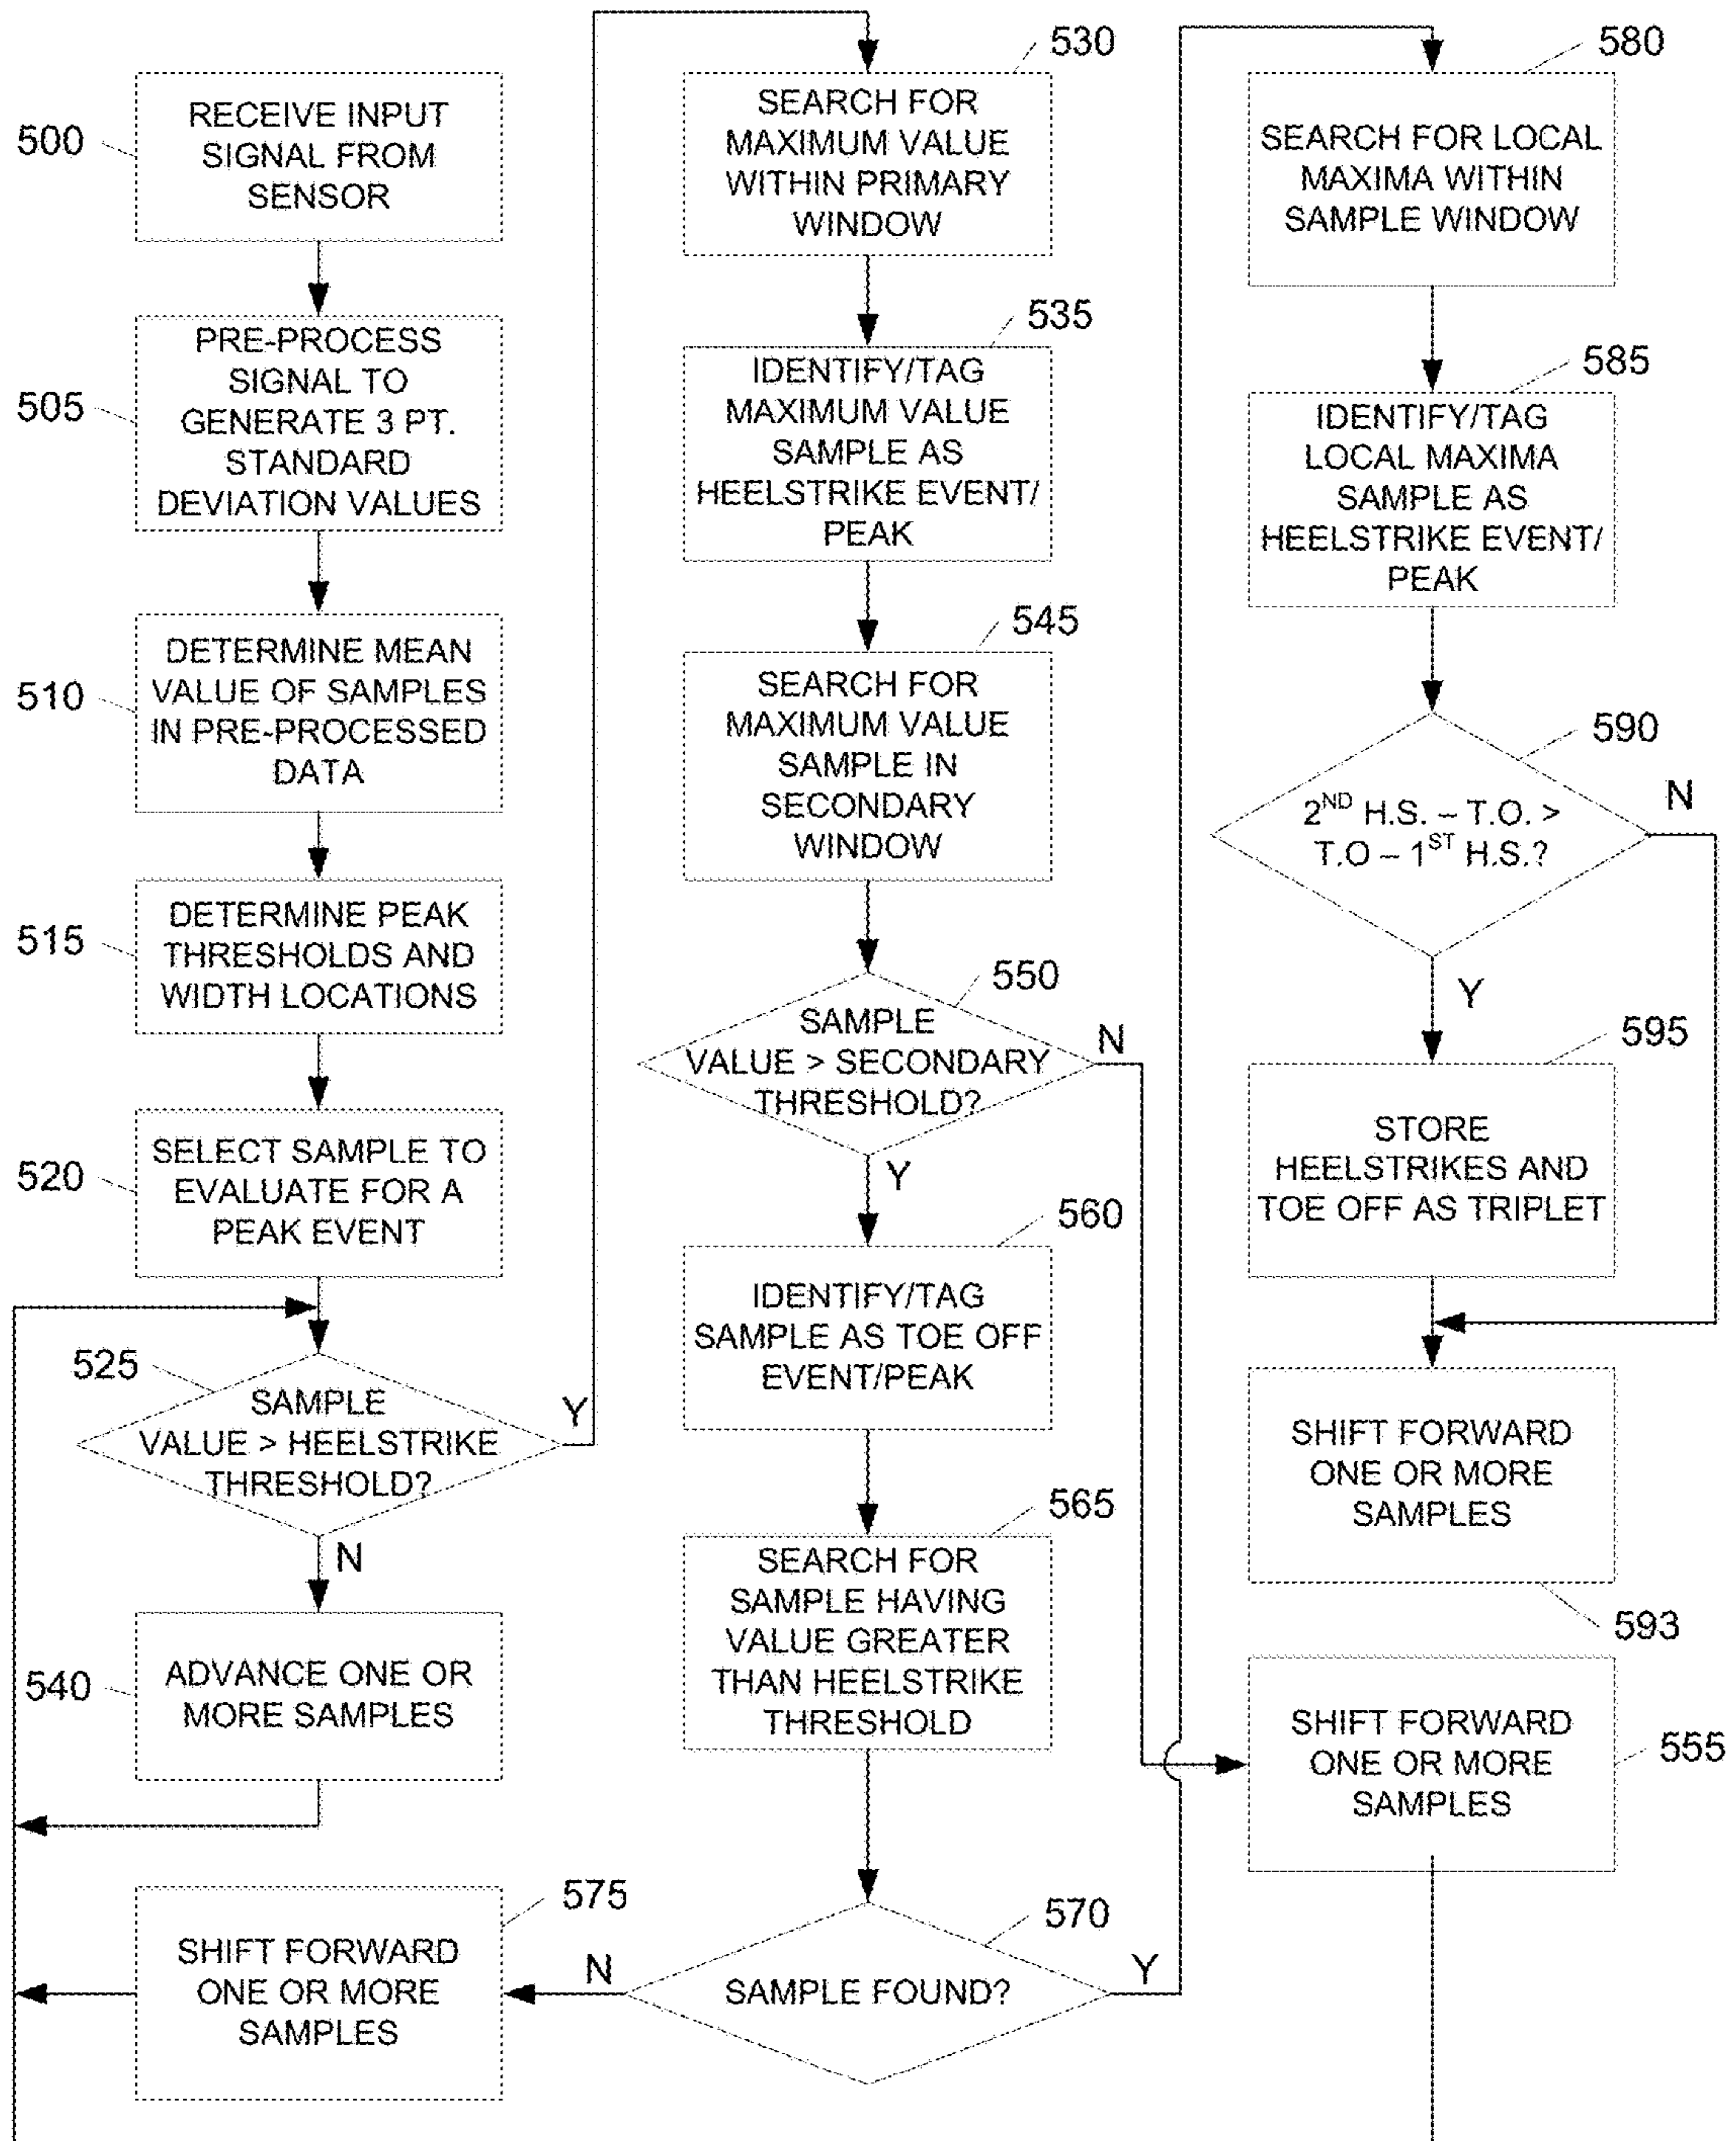 500
RECEIVE INPUT
SIGNAL FROM
SENSOR
505
PRE-PROCESS
SIGNAL TO
GENERATE 3 PT.
STANDARD
DEVIATION VALUES
510
DETERMINE MEAN
VALUE OF SAMPLES
IN PRE-PROCESSED
DATA
515
DETERMINE PEAK
THRESHOLDS AND
WIDTH LOCATIONS
520
SELECT SAMPLE TO
EVALUATE FOR A
PEAK EVENT
525
SAMPLE
VALUE > HEELSTRIKE
THRESHOLD?
Y
N
540
ADVANCE ONE OR
MORE SAMPLES
575
SHIFT FORWARD
ONE OR MORE
SAMPLES
530
SEARCH FOR
MAXIMUM VALUE
WITHIN PRIMARY
WINDOW
535
IDENTIFY/TAG
MAXIMUM VALUE
SAMPLE AS
HEELSTRIKE EVENT/
PEAK
545
SEARCH FOR
MAXIMUM VALUE
SAMPLE IN
SECONDARY
WINDOW
550
SAMPLE
VALUE > SECONDARY
THRESHOLD?
N
Y
560
IDENTIFY/TAG
SAMPLE AS TOE OFF
EVENT/PEAK
565
SEARCH FOR
SAMPLE HAVING
VALUE GREATER
THAN HEELSTRIKE
THRESHOLD
570
SAMPLE FOUND?
N
Y
580
SEARCH FOR LOCAL
MAXIMA WITHIN
SAMPLE WINDOW
585
IDENTIFY/TAG
LOCAL MAXIMA
SAMPLE AS
HEELSTRIKE EVENT/
PEAK
590
2ND H.S. – T.O. >
T.O – 1ST H.S.?
N
Y
595
STORE
HEELSTRIKES AND
TOE OFF AS TRIPLET
SHIFT FORWARD
ONE OR MORE
SAMPLES
593
SHIFT FORWARD
ONE OR MORE
SAMPLES
555